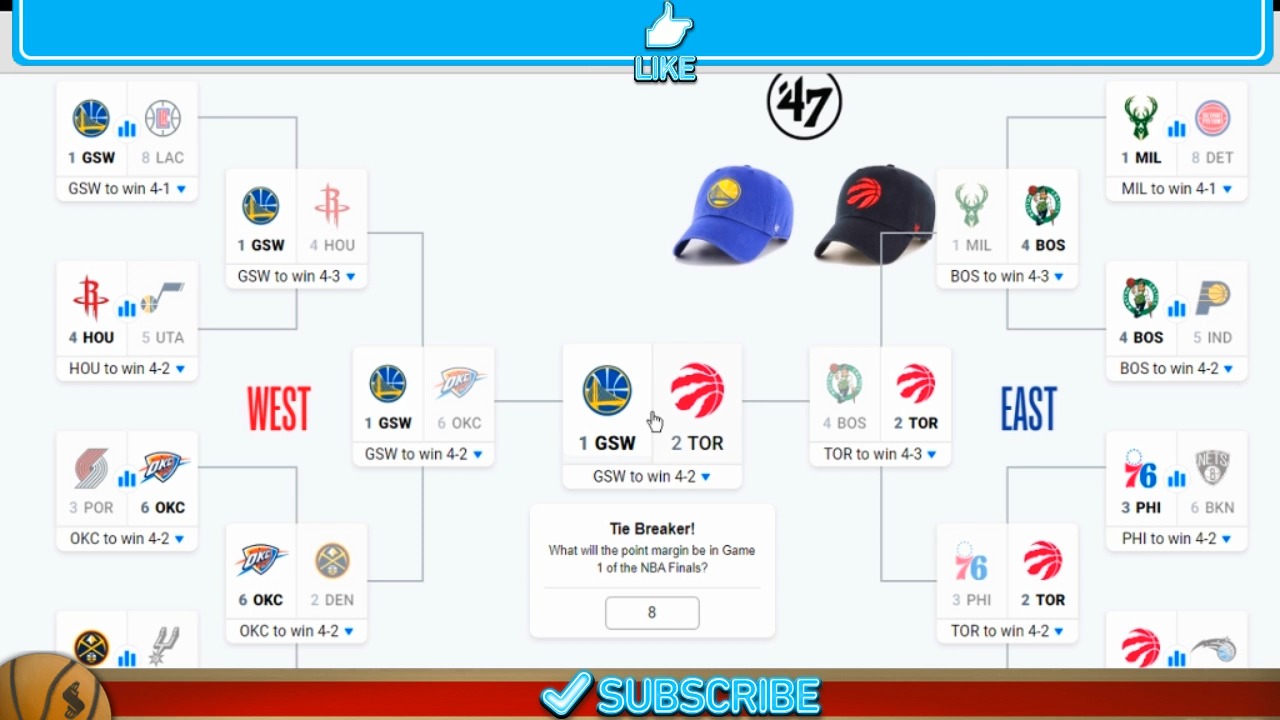 LIKE
'47
1 GSW 8 LAC
GSW to win 4-1
1 GSW 4 HOU
GSW to win 4-3
4 HOU 5 UTA
HOU to win 4-2
WEST
1 GSW 6 OKC
GSW to win 4-2
3 POR 6 OKC
OKC to win 4-2
6 OKC 2 DEN
OKC to win 4-2
1 GSW 2 TOR
GSW to win 4-2
Tie Breaker!
What will the point margin be in Game
1 of the NBA Finals?
8
1 MIL 8 DET
MIL to win 4-1
1 MIL 4 BOS
BOS to win 4-3
4 BOS 5 IND
BOS to win 4-2
EAST
4 BOS 2 TOR
TOR to win 4-3
3 PHI 6 BKN
PHI to win 4-2
3 PHI 2 TOR
TOR to win 4-2
OKC
OKC
OKC
76
76
NETS
SUBSCRIBE